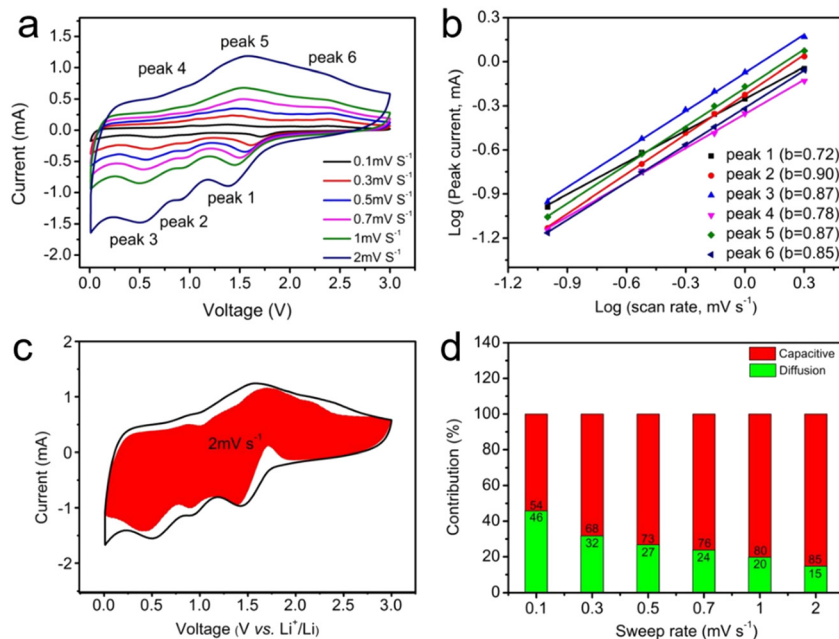 a
peak 4
peak 5
peak 6
peak 1
peak 2
peak 3
0.1mV S⁻¹
0.3mV S⁻¹
0.5mV S⁻¹
0.7mV S⁻¹
1mV S⁻¹
2mV S⁻¹
Current (mA)
1.5
1.0
0.5
0.0
-0.5
-1.0
-1.5
-2.0
0.0 0.5 1.0 1.5 2.0 2.5 3.0
Voltage (V)
b
Log (Peak current, mA)
0.3
0.0
-0.3
-0.6
-0.9
-1.2
peak 1 (b=0.72)
peak 2 (b=0.90)
peak 3 (b=0.87)
peak 4 (b=0.78)
peak 5 (b=0.87)
peak 6 (b=0.85)
-1.2 -0.9 -0.6 -0.3 0.0 0.3
Log (scan rate, mV s⁻¹)
c
Current (mA)
2
1
0
-1
-2
2mV s⁻¹
0.0 0.5 1.0 1.5 2.0 2.5 3.0
Voltage (V vs. Li⁺/Li)
d
Capacitive
Diffusion
Contribution (%)
140
120
100
80
60
40
20
0
54 68 73 76 80 85
46 32 27 24 20 15
0.1 0.3 0.5 0.7 1 2
Sweep rate (mV s⁻¹)